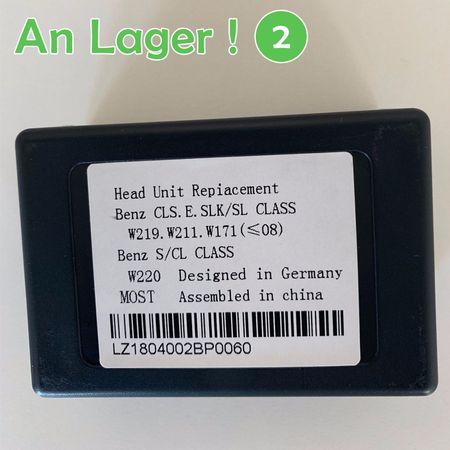 An Lager ! 2
Head Unit Repiacement
Benz CLS.E.SLK/SL CLASS
W219.W211.W171(≤08)
Benz S/CL CLASS
W220 Designed in Germany
MOST Assembled in china
LZ1804002BP0060